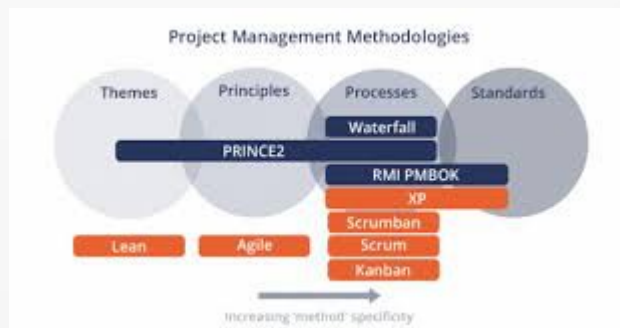 Project Management Methodologies
Themes Principles Processes Standards
Waterfall
PRINCE2
RMI PMBOK
XP
Scrumban
Lean Agile Scrum
Kanban
Increasing 'method' specificity